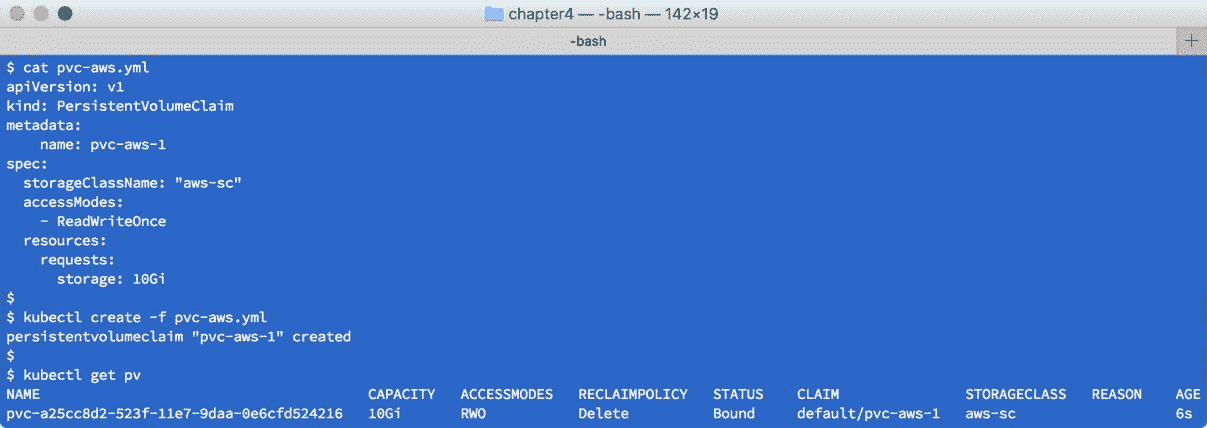 chapter4 — -bash — 142×19
-bash
$ cat pvc-aws.yml
apiVersion: v1
kind: PersistentVolumeClaim
metadata:
    name: pvc-aws-1
spec:
  storageClassName: "aws-sc"
  accessModes:
    - ReadWriteOnce
  resources:
    requests:
      storage: 10Gi
$
$ kubectl create -f pvc-aws.yml
persistentvolumeclaim "pvc-aws-1" created
$
$ kubectl get pv
NAME                                       CAPACITY   ACCESSMODES   RECLAIMPOLICY   STATUS    CLAIM               STORAGECLASS   REASON    AGE
pvc-a25cc8d2-523f-11e7-9daa-0e6cfd524216   10Gi       RWO           Delete          Bound     default/pvc-aws-1   aws-sc                   6s